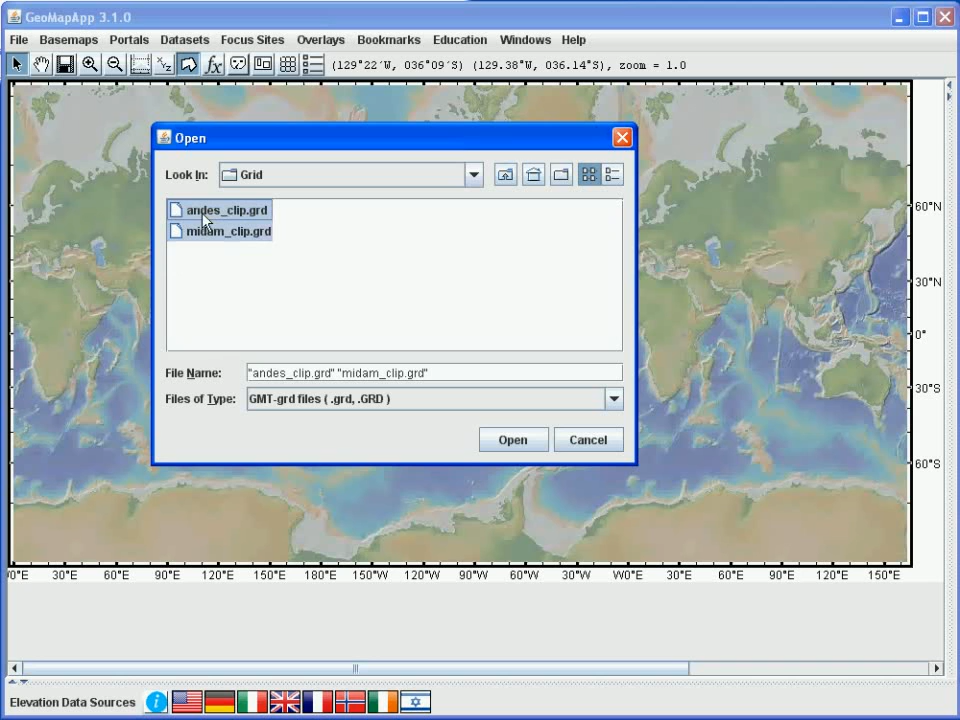 GeoMapApp 3.1.0
File Basemaps Portals Datasets Focus Sites Overlays Bookmarks Education Windows Help
(129°22´W, 036°09´S) (129.38°W, 036.14°S), zoom = 1.0
Open
Look In: Grid
andes_clip.grd
midam_clip.grd
File Name: "andes_clip.grd" "midam_clip.grd"
Files of Type: GMT-grd files ( .grd, .GRD )
Open Cancel
60°N
30°N
0°
30°S
60°S
0°E 30°E 60°E 90°E 120°E 150°E 180°E 150°W 120°W 90°W 60°W 30°W W0°E 30°E 60°E 90°E 120°E 150°E
Elevation Data Sources